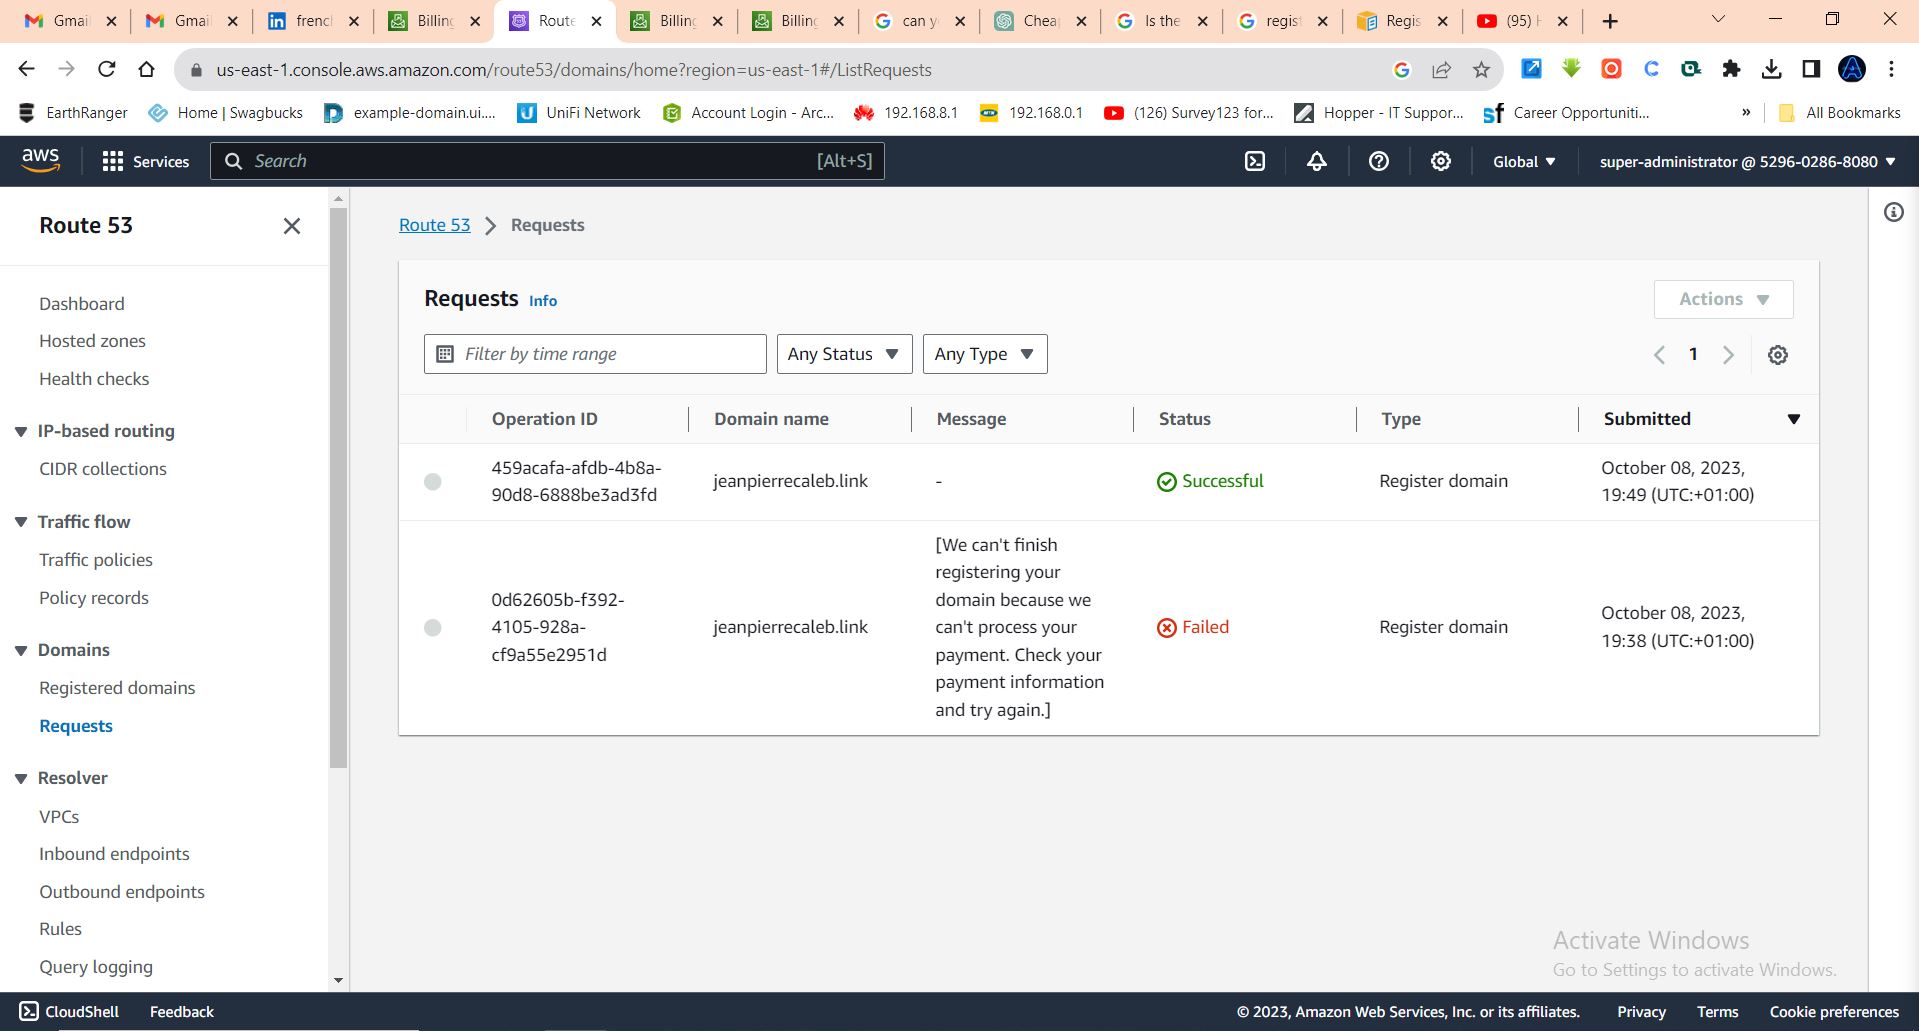 Gmail
Gmail
frenc
Billing
Route
Billing
Billing
can y
Chea
Is the
regist
Regis
(95) H
us-east-1.console.aws.amazon.com/route53/domains/home?region=us-east-1#/ListRequests
EarthRanger
Home | Swagbucks
example-domain.ui....
UniFi Network
Account Login - Arc...
192.168.8.1
192.168.0.1
(126) Survey123 for...
Hopper - IT Suppor...
Career Opportuniti...
»
All Bookmarks
aws
Services
Search
[Alt+S]
Global
super-administrator @ 5296-0286-8080
Route 53
Dashboard
Hosted zones
Health checks
IP-based routing
CIDR collections
Traffic flow
Traffic policies
Policy records
Domains
Registered domains
Requests
Resolver
VPCs
Inbound endpoints
Outbound endpoints
Rules
Query logging
Route 53
Requests
Requests Info
Actions
Filter by time range
Any Status
Any Type
1
Operation ID
Domain name
Message
Status
Type
Submitted
459acafa-afdb-4b8a-
90d8-6888be3ad3fd
jeanpierrecaleb.link
-
Successful
Register domain
October 08, 2023,
19:49 (UTC:+01:00)
0d62605b-f392-
4105-928a-
cf9a55e2951d
jeanpierrecaleb.link
[We can't finish
registering your
domain because we
can't process your
payment. Check your
payment information
and try again.]
Failed
Register domain
October 08, 2023,
19:38 (UTC:+01:00)
Activate Windows
Go to Settings to activate Windows.
CloudShell
Feedback
© 2023, Amazon Web Services, Inc. or its affiliates.
Privacy
Terms
Cookie preferences